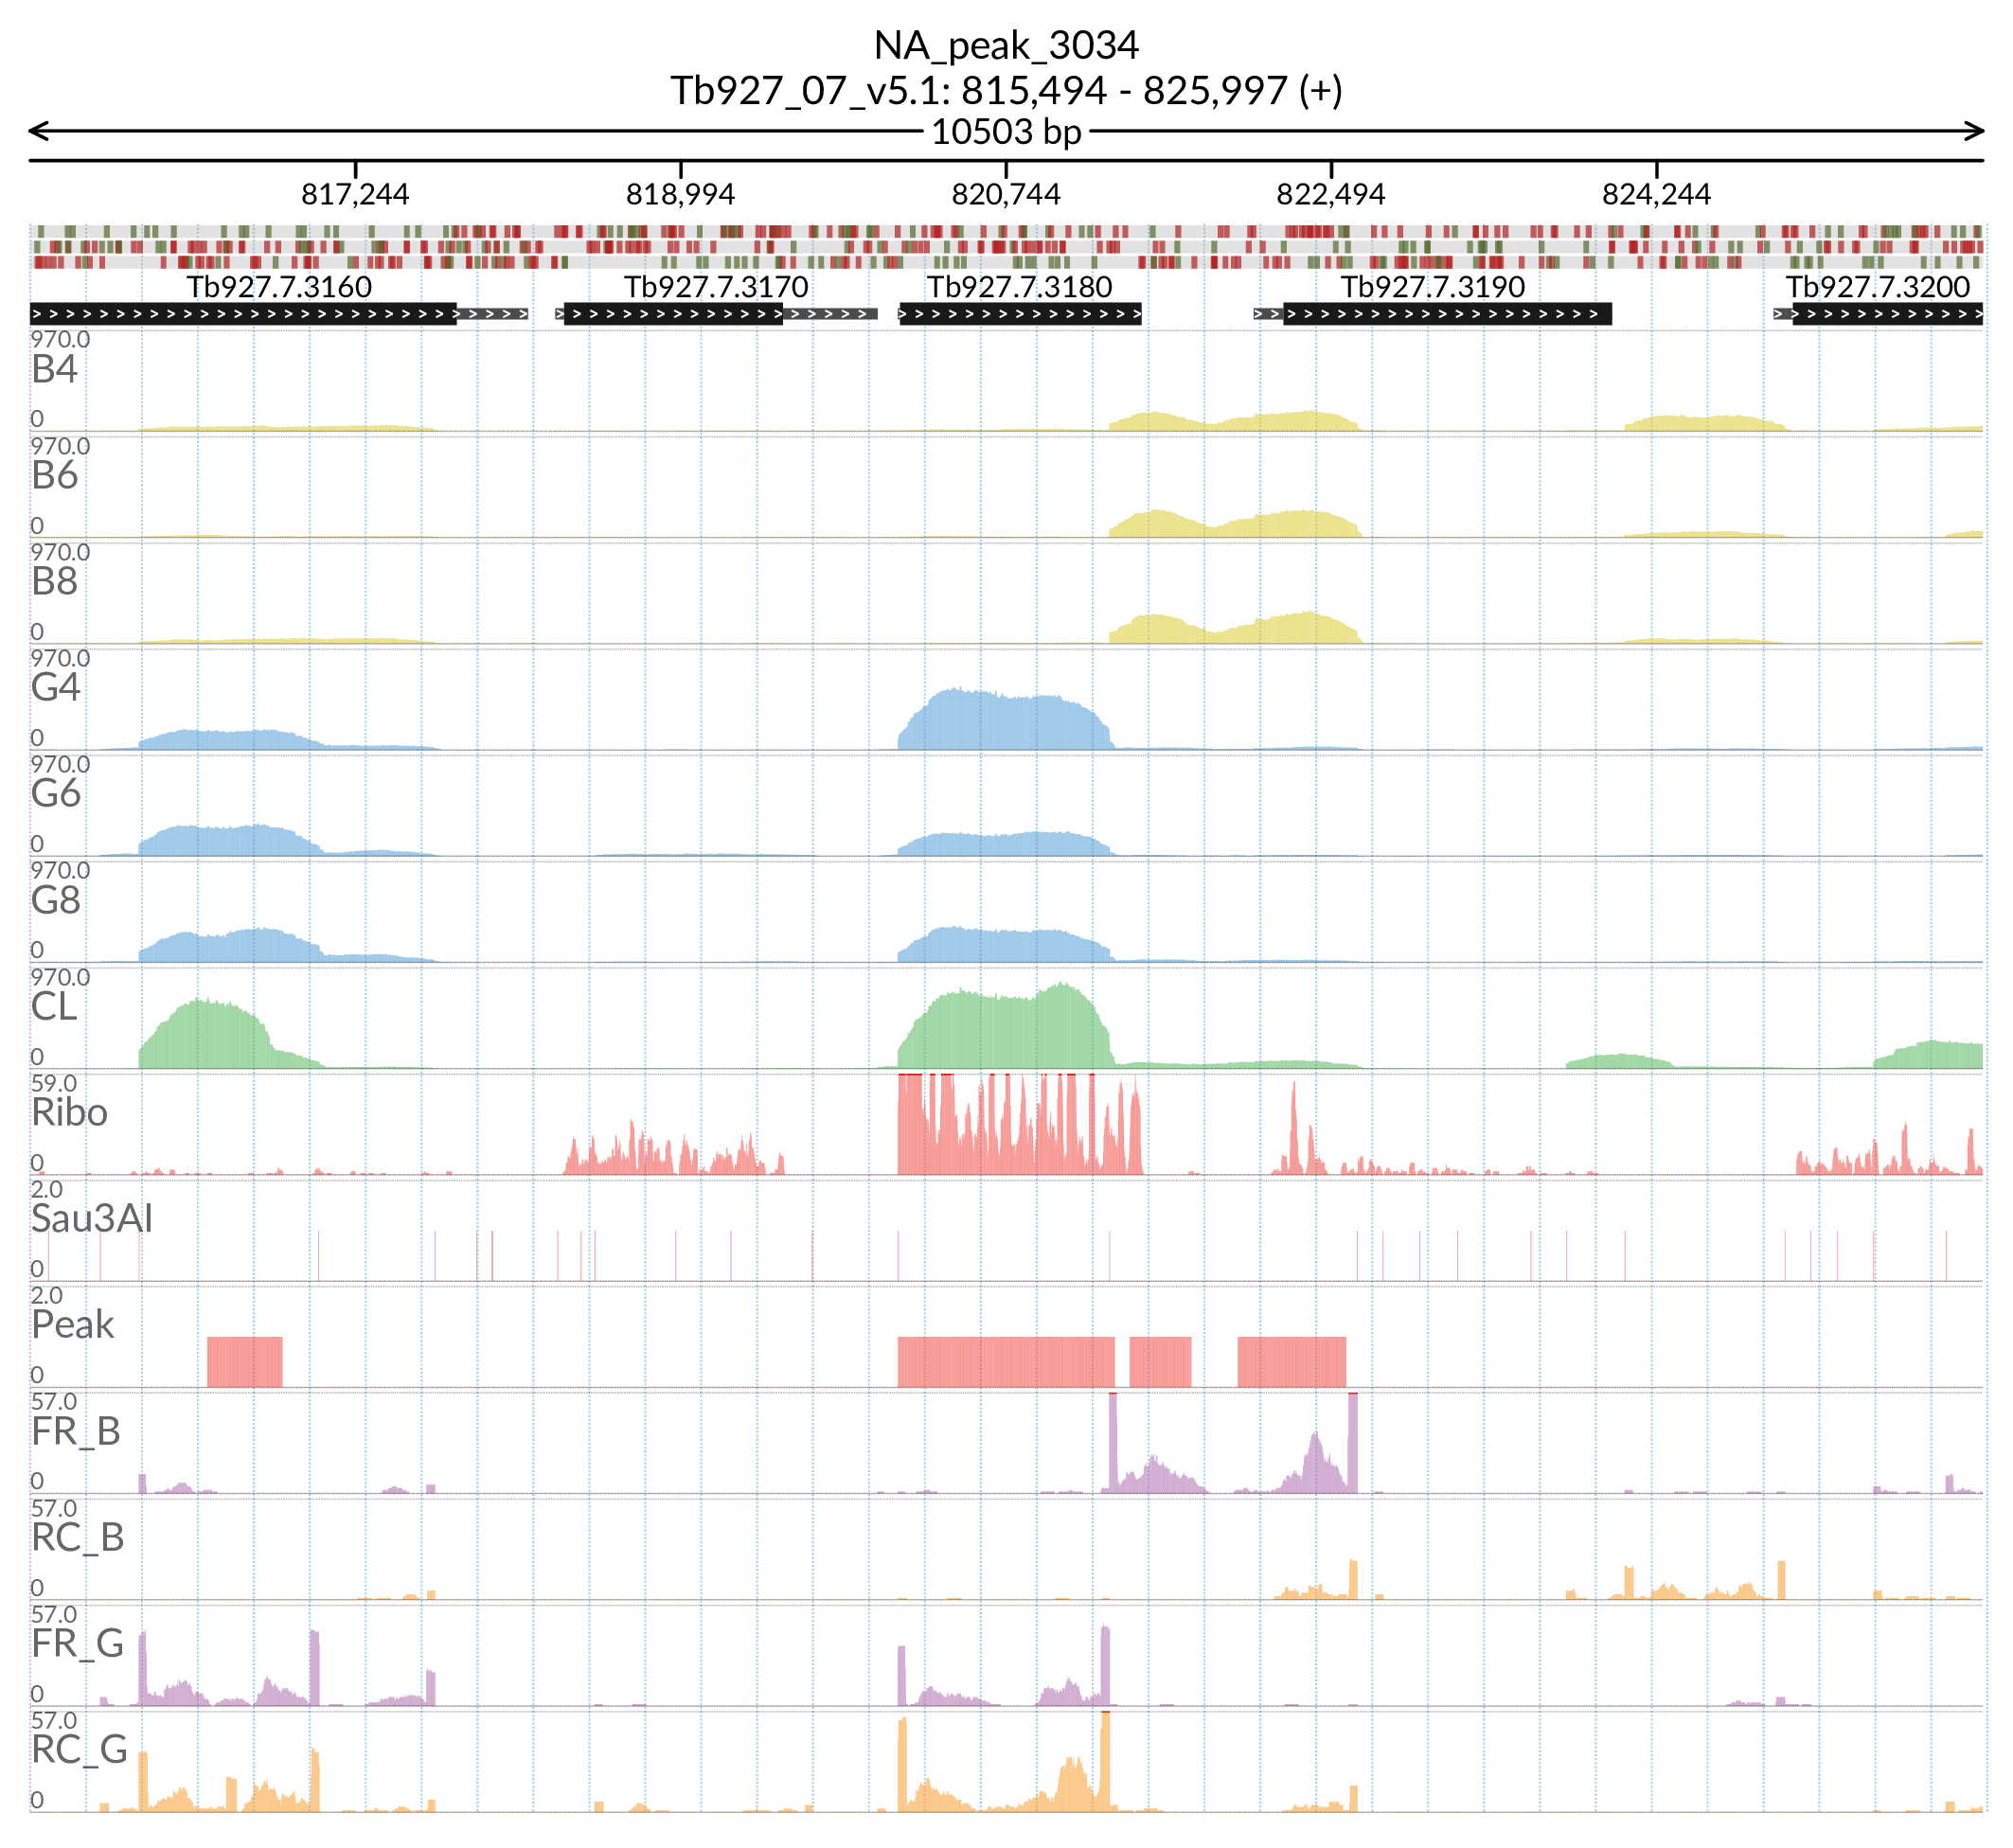 NA_peak_3034
Tb927_07_v5.1: 815,494 - 825,997 (+)
10503 bp
817,244 818,994 820,744 822,494 824,244
Tb927.7.3160 Tb927.7.3170 Tb927.7.3180 Tb927.7.3190 Tb927.7.3200
970.0
B4
0
970.0
B6
0
970.0
B8
0
970.0
G4
0
970.0
G6
0
970.0
G8
0
970.0
CL
0
59.0
Ribo
0
2.0
Sau3AI
0
2.0
Peak
0
57.0
FR_B
0
57.0
RC_B
0
57.0
FR_G
0
57.0
RC_G
0